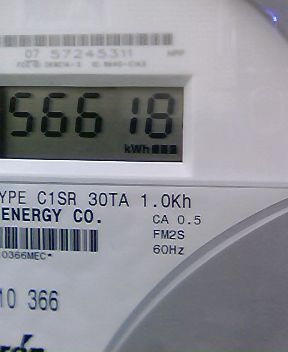 07 57245311
56618
kWh
YPE C1SR 30TA 1.0Kh
ENERGY CO.
CA 0.5
FM2S
60Hz
0366MEC*
10 366
rón